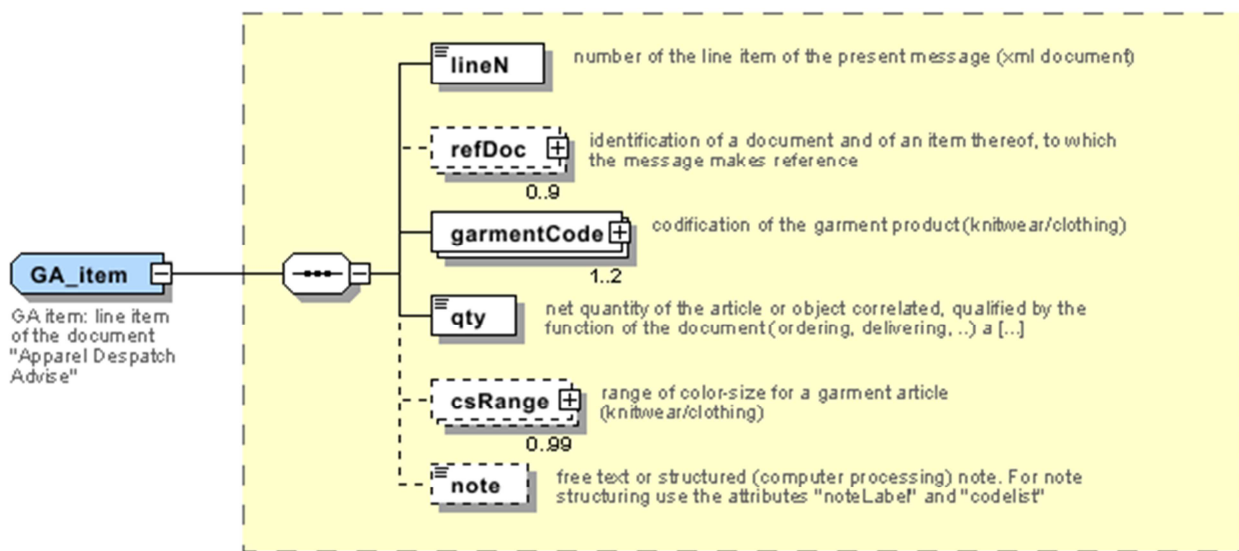 lineN
number of the line item of the present message (xml document)
refDoc
identification of a document and of an item thereof, to which
the message makes reference
0..9
garmentCode
codification of the garment product (knitwear/clothing)
1..2
GA_item
GA item: line item
of the document
"Apparel Despatch
Advise"
qty
net quantity of the article or object correlated, qualified by the
function of the document (ordering, delivering, ..) a [...]
csRange
range of color-size for a garment article
(knitwear/clothing)
0..99
note
free text or structured (computer processing) note. For note
structuring use the attributes "noteLabel" and "codelist"